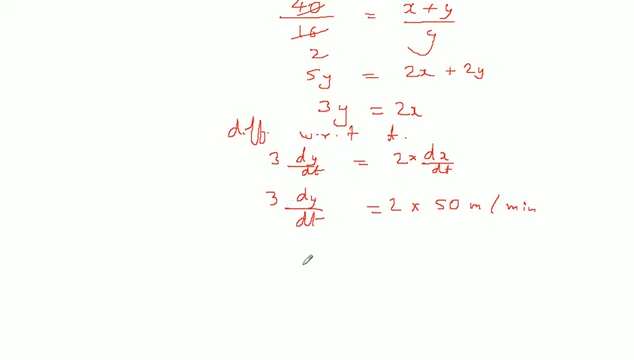 40/16 = x + y / y
2
5y = 2x + 2y
3y = 2x
diff. w.r.t t.
3 dy/dt = 2 × dx/dt
3 dy/dt = 2 × 50 m/min